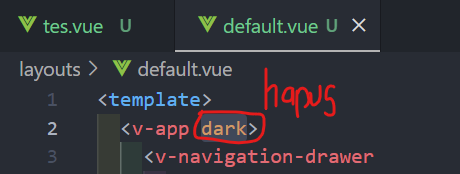 tes.vue U default.vue U
layouts > default.vue
hapus
1 <template>
2 <v-app dark>
3 <v-navigation-drawer